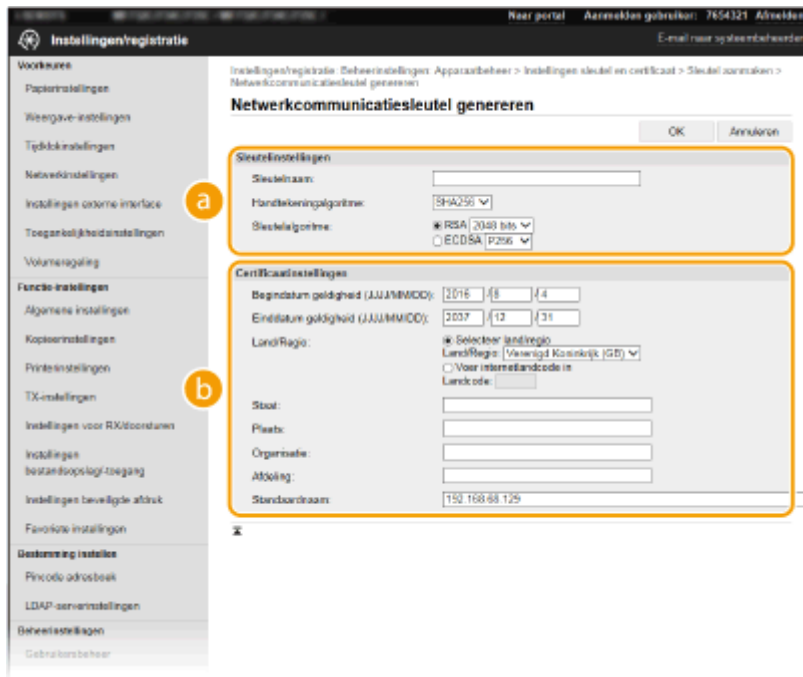 Naar portal Aanmelden gebruiker: 7654321 Afmelden
Instellingen/registratie
E-mail naar systeembeheerder
Voorkeuren
Papierinstellingen
Weergave-instellingen
Tijdklokinstellingen
Netwerkinstellingen
Instellingen externe interface
Toegankelijkheidsinstellingen
Volumeregeling
Functie-instellingen
Algemene instellingen
Kopieerinstellingen
Printerinstellingen
TX-instellingen
Instellingen voor RX/doorsturen
Instellingen
bestandsopslag/-toegang
Instellingen beveiligde afdruk
Favoriete instellingen
Bestemming instellen
Pincode adresboek
LDAP-serverinstellingen
Beheerinstellingen
Gebruikersbeheer
Instellingen/registratie: Beheerinstellingen: Apparaatbeheer > Instellingen sleutel en certificaat > Sleutel aanmaken >
Netwerkcommunicatiesleutel genereren
Netwerkcommunicatiesleutel genereren
OK Annuleren
a
Sleutelinstellingen
Sleutelnaam:
Handtekeningalgoritme: SHA256
Sleutelalgoritme: RSA 2048 bits
ECDSA P256
b
Certificaatinstellingen
Begindatum geldigheid (JJJJ/MM/DD): 2016 /8 /4
Einddatum geldigheid (JJJJ/MM/DD): 2037 /12 /31
Land/Regio: Selecteer land/regio
Land/Regio: Verenigd Koninkrijk (GB)
Voer internetlandcode in
Landcode:
Staat:
Plaats:
Organisatie:
Afdeling:
Standaardnaam: 192.168.68.129